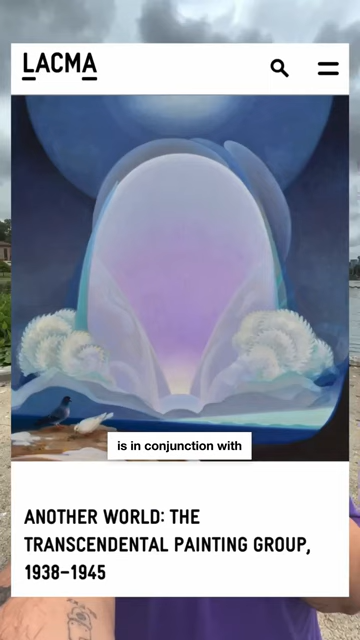 LACMA
is in conjunction with
ANOTHER WORLD: THE
TRANSCENDENTAL PAINTING GROUP,
1938–1945